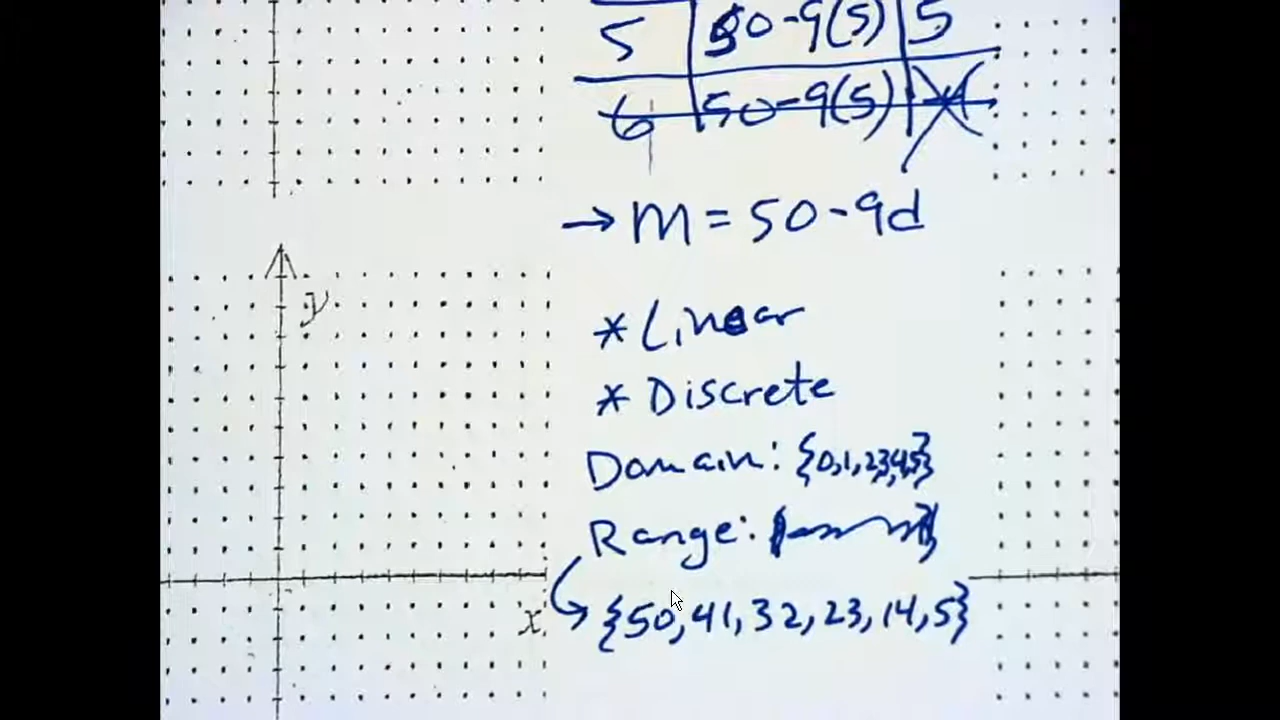 5 50-9(5) 5
6 50-9(5)
→ m = 50-9d
y
* Linear
* Discrete
Domain: {0,1,2,3,4,5}
Range:
x → {50,41,32,23,14,5}